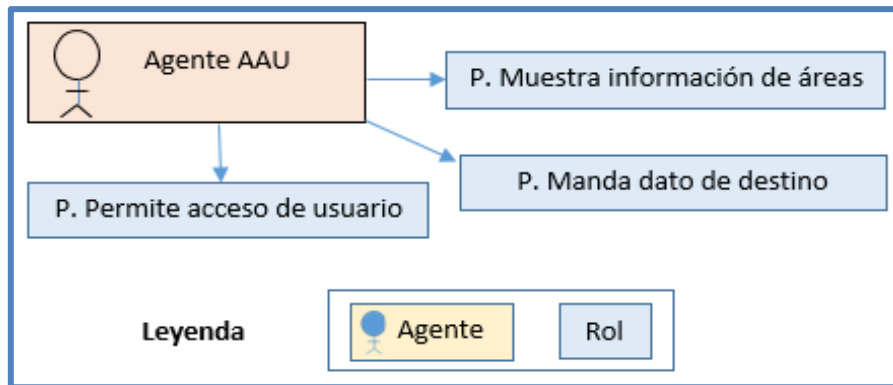 Agente AAU
P. Muestra información de áreas
P. Manda dato de destino
P. Permite acceso de usuario
Leyenda
Agente
Rol